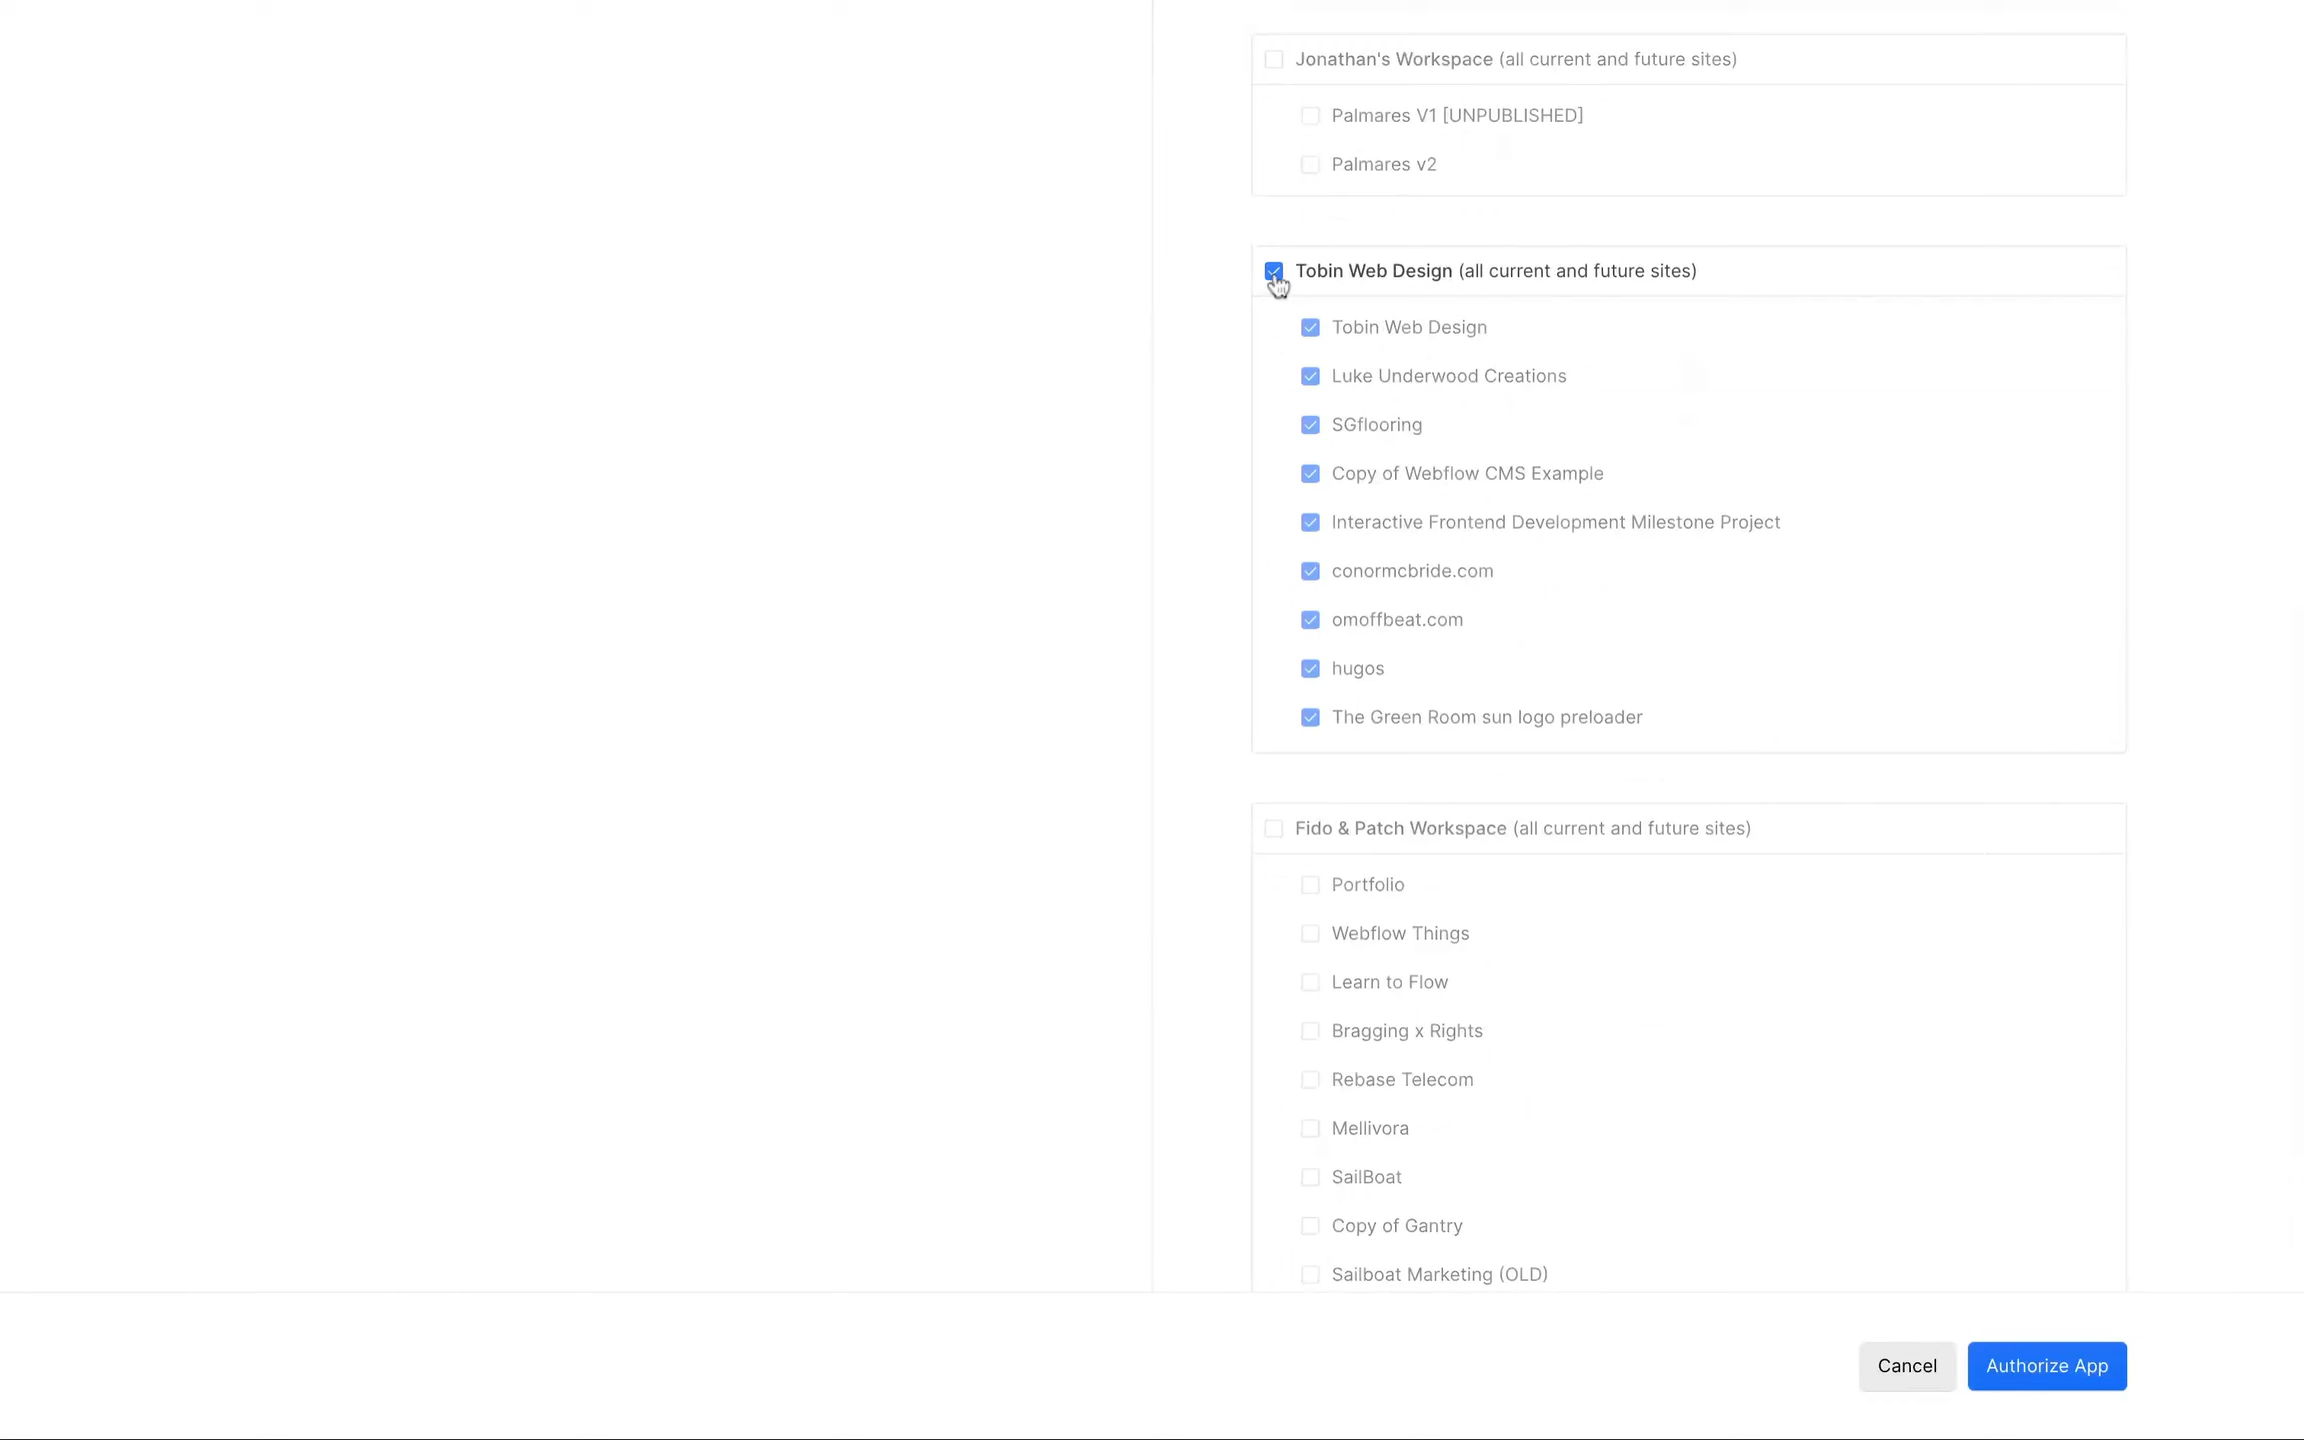 Jonathan's Workspace (all current and future sites)
Palmares V1 [UNPUBLISHED]
Palmares v2
Tobin Web Design (all current and future sites)
Tobin Web Design
Luke Underwood Creations
SGflooring
Copy of Webflow CMS Example
Interactive Frontend Development Milestone Project
conormcbride.com
omoffbeat.com
hugos
The Green Room sun logo preloader
Fido & Patch Workspace (all current and future sites)
Portfolio
Webflow Things
Learn to Flow
Bragging x Rights
Rebase Telecom
Mellivora
SailBoat
Copy of Gantry
Sailboat Marketing (OLD)
Cancel
Authorize App